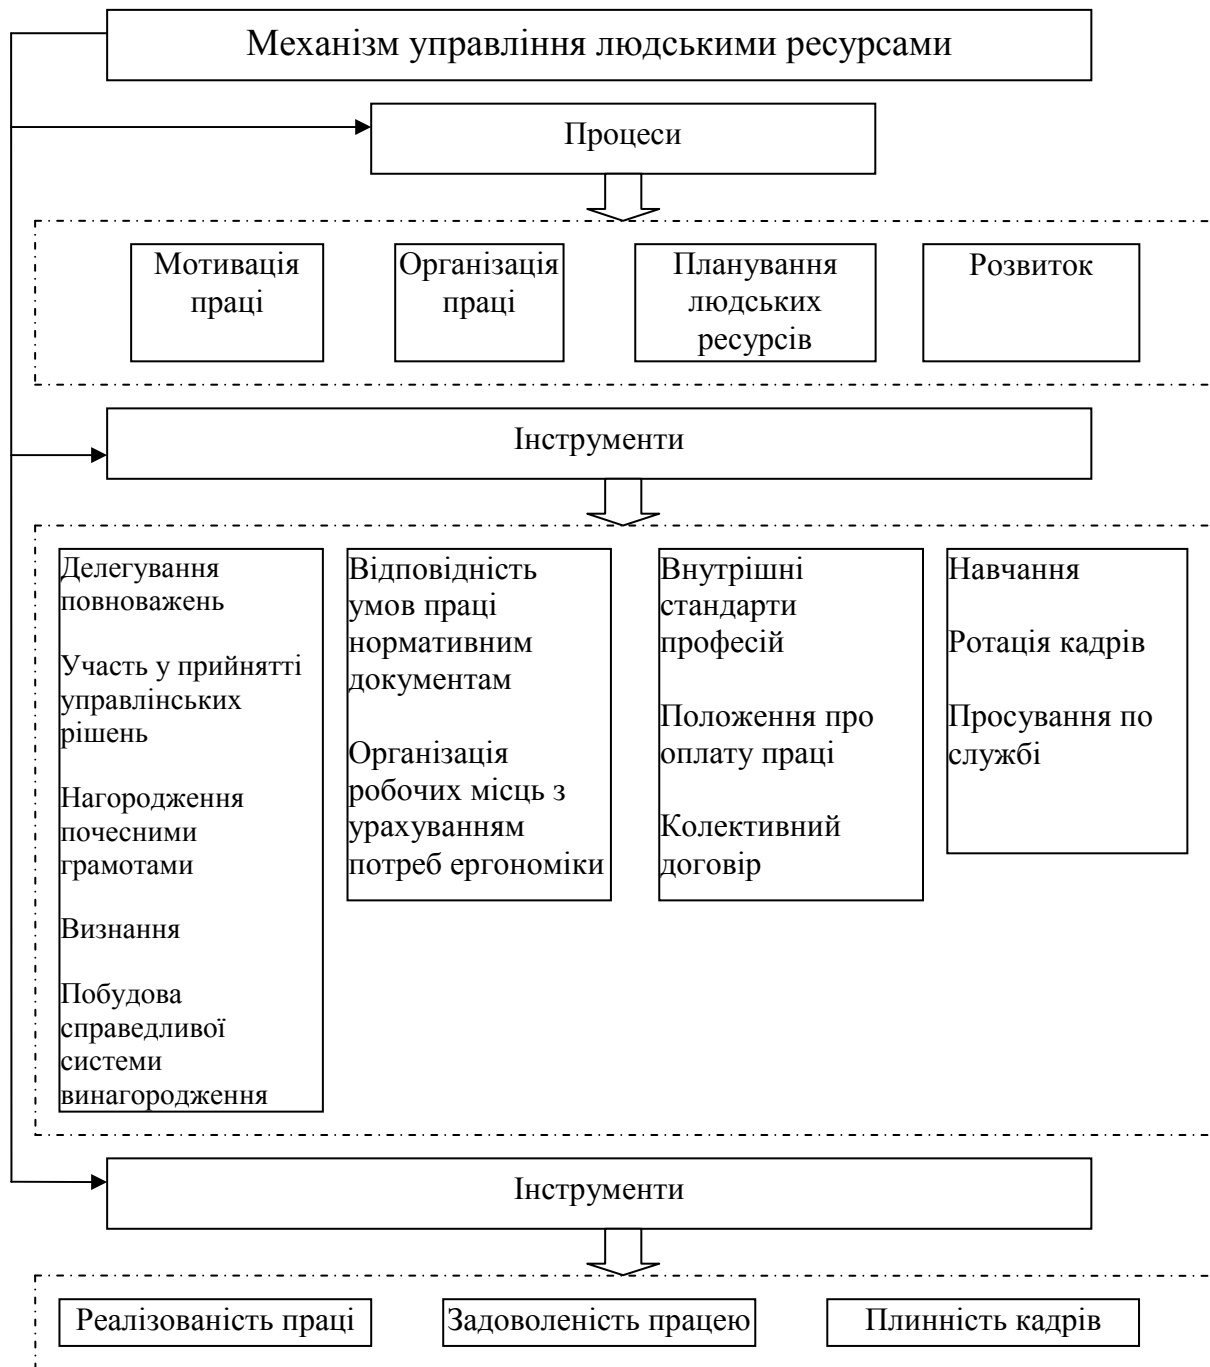 Механізм управління людськими ресурсами
Процеси
Мотивація
праці
Організація
праці
Планування
людських
ресурсів
Розвиток
Інструменти
Делегування
повноважень
Участь у прийнятті
управлінських
рішень
Нагородження
почесними
грамотами
Визнання
Побудова
справедливої
системи
винагородження
Відповідність
умов праці
нормативним
документам
Організація
робочих місць з
урахуванням
потреб ергономіки
Внутрішні
стандарти
професій
Положення про
оплату праці
Колективний
договір
Навчання
Ротація кадрів
Просування по
службі
Інструменти
Реалізованість праці
Задоволеність працею
Плинність кадрів